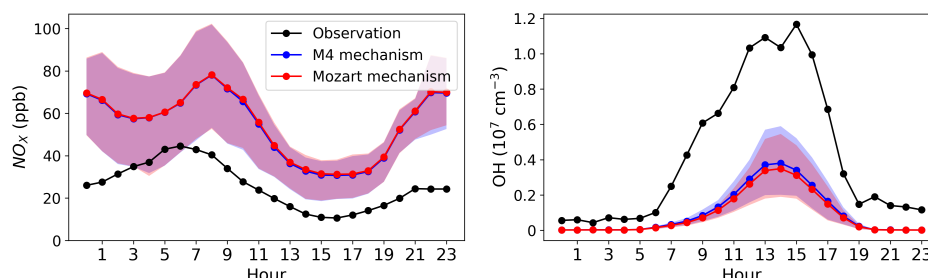 100
80
60
40
20
0
NOX (ppb)
1 3 5 7 9 11 13 15 17 19 21 23
Hour
Observation
M4 mechanism
Mozart mechanism
1.2
1.0
0.8
0.6
0.4
0.2
0
OH (10^7 cm^−3)
1 3 5 7 9 11 13 15 17 19 21 23
Hour